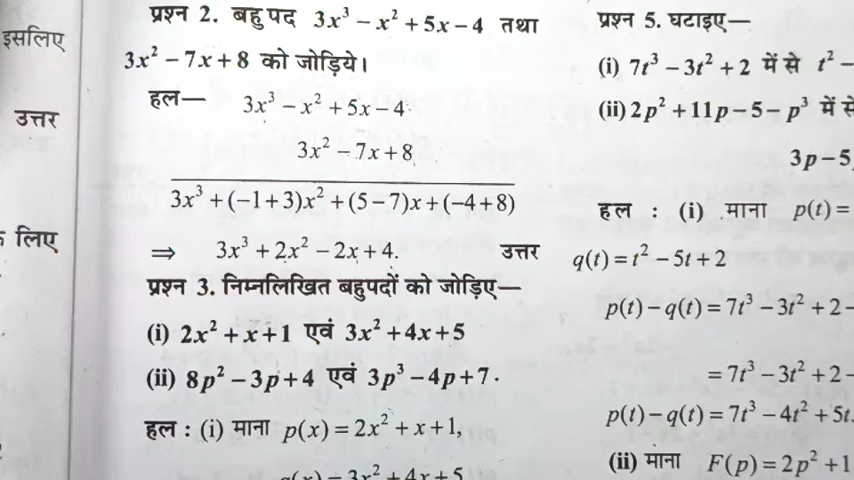 इसलिए
उत्तर
लिए
प्रश्न 2. बहुपद 3x³ − x² + 5x − 4 तथा
3x² − 7x + 8 को जोड़िये।
हल— 3x³ − x² + 5x − 4
3x² − 7x + 8
3x³ + (−1+3)x² + (5−7)x + (−4+8)
⇒ 3x³ + 2x² − 2x + 4. उत्तर
प्रश्न 3. निम्नलिखित बहुपदों को जोड़िए—
(i) 2x² + x + 1 एवं 3x² + 4x + 5
(ii) 8p² − 3p + 4 एवं 3p³ − 4p + 7.
हल : (i) माना p(x) = 2x² + x + 1,
q(x) = 3x² + 4x + 5
प्रश्न 5. घटाइए—
(i) 7t³ − 3t² + 2 में से t² −
(ii) 2p² + 11p − 5 − p³ में से
3p − 5
हल : (i) माना p(t) =
q(t) = t² − 5t + 2
p(t) − q(t) = 7t³ − 3t² + 2 −
= 7t³ − 3t² + 2 −
p(t) − q(t) = 7t³ − 4t² + 5t
(ii) माना F(p) = 2p² + 1